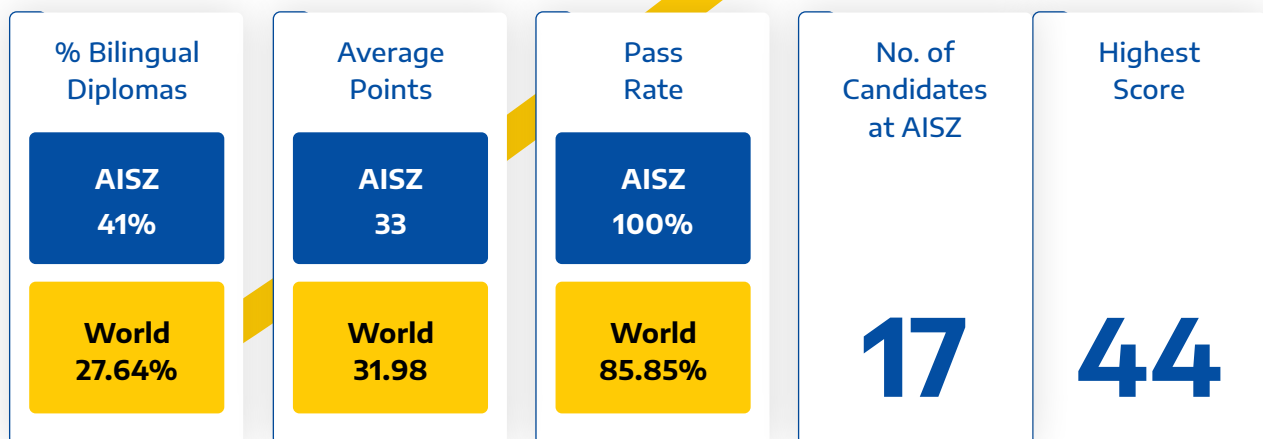 % Bilingual
Diplomas
AISZ
41%
World
27.64%
Average
Points
AISZ
33
World
31.98
Pass
Rate
AISZ
100%
World
85.85%
No. of
Candidates
at AISZ
17
Highest
Score
44